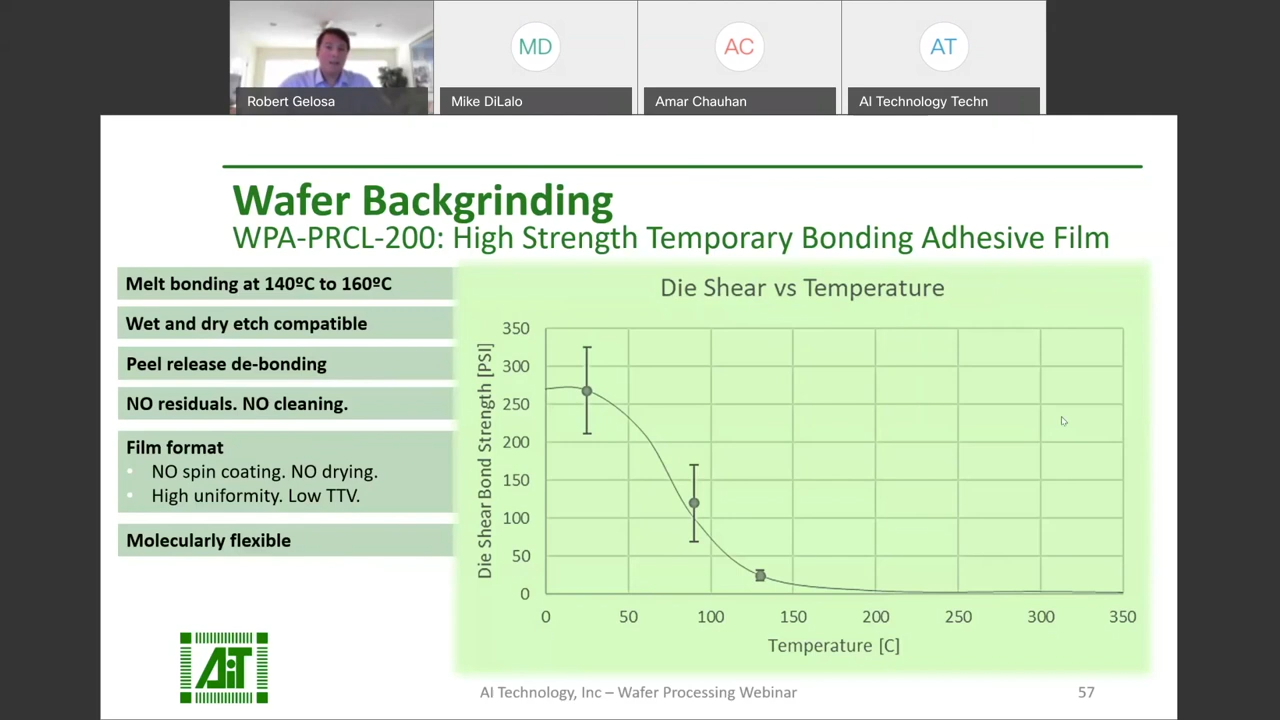 MD
AC
AT
Robert Gelosa
Mike DiLalo
Amar Chauhan
AI Technology Techn
Wafer Backgrinding
WPA-PRCL-200: High Strength Temporary Bonding Adhesive Film
Melt bonding at 140ºC to 160ºC
Wet and dry etch compatible
Peel release de-bonding
NO residuals. NO cleaning.
Film format
• NO spin coating. NO drying.
• High uniformity. Low TTV.
Molecularly flexible
Die Shear vs Temperature
Die Shear Bond Strength [PSI]
350
300
250
200
150
100
50
0
0 50 100 150 200 250 300 350
Temperature [C]
AiT
AI Technology, Inc – Wafer Processing Webinar
57